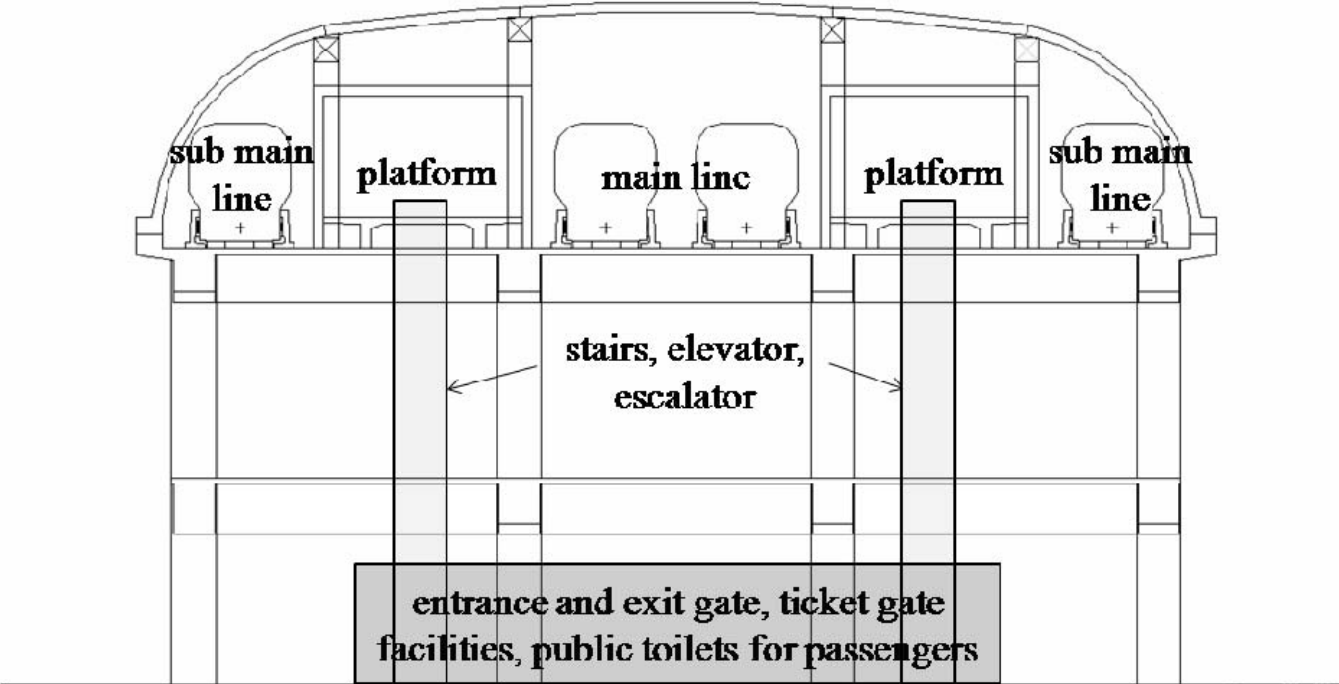 sub main
line
platform
main linc
platform
sub main
line
stairs, elevator,
escalator
entrance and exit gate, ticket gate
facilities, public toilets for passengers